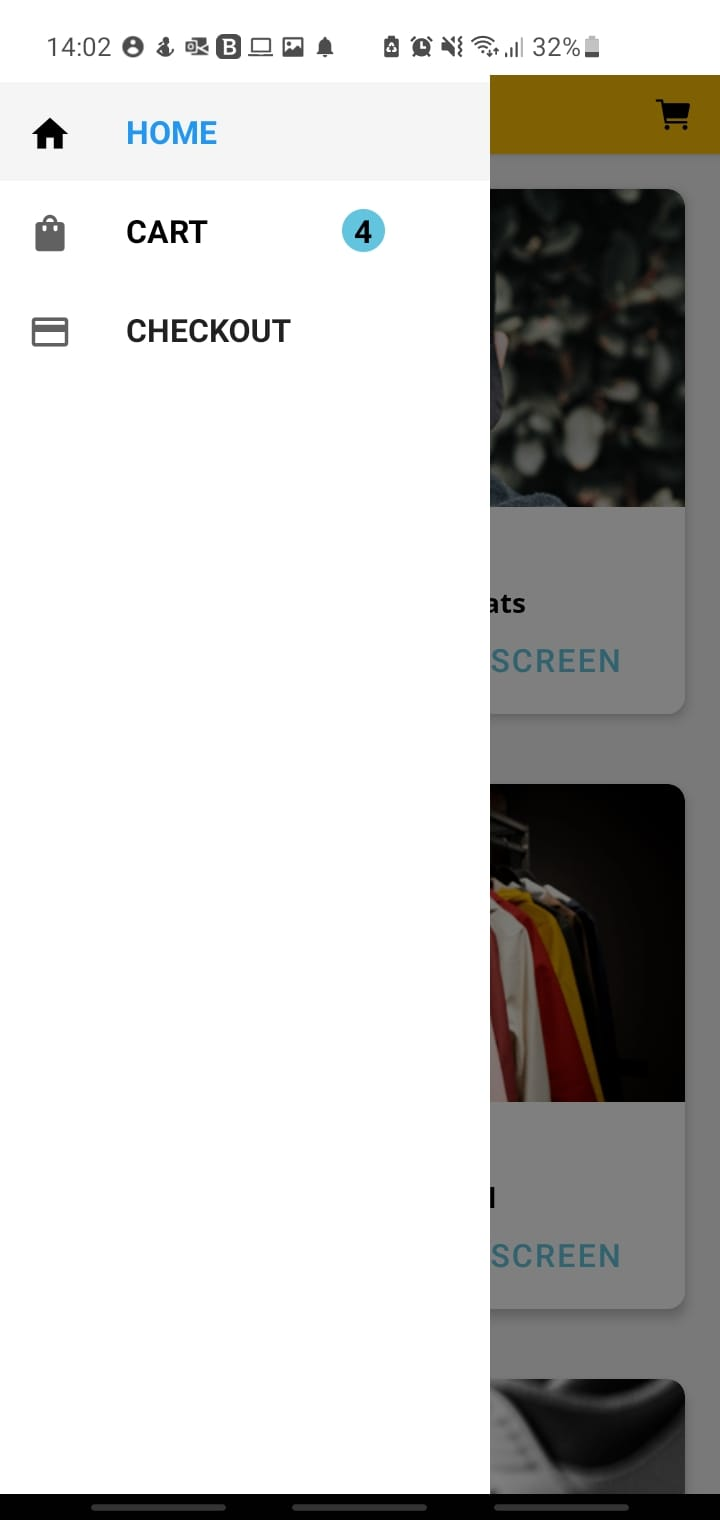 14:02 B 32%
HOME
CART 4
CHECKOUT
ats
SCREEN
l
SCREEN